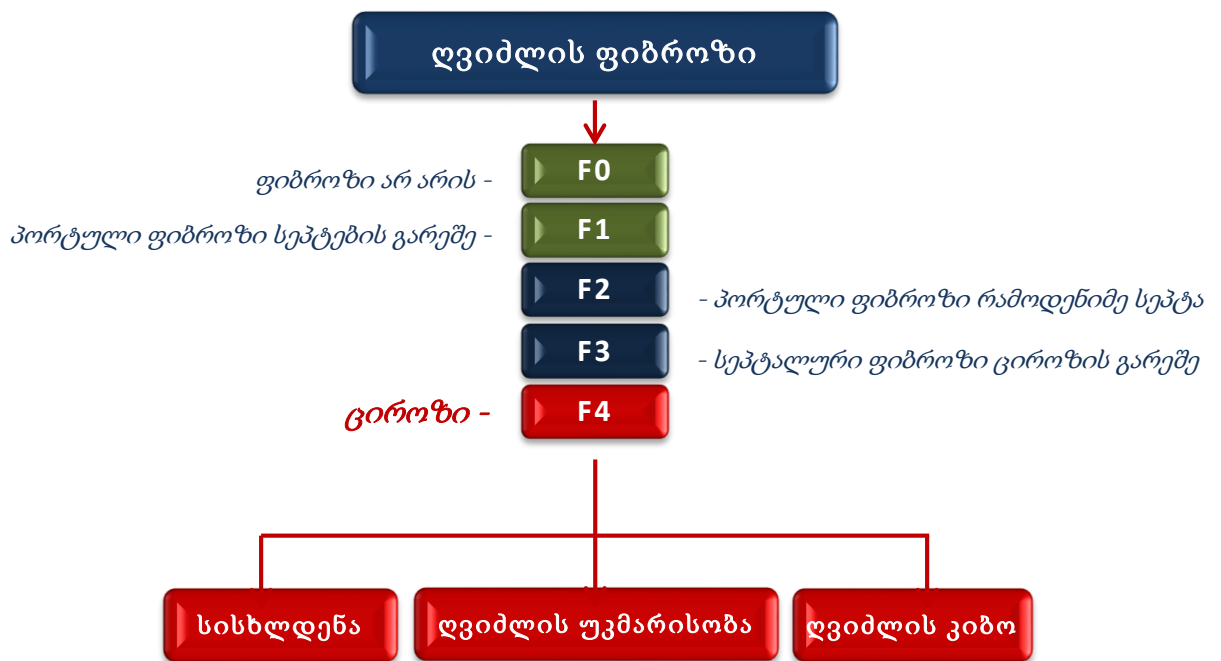 ღვიძლის ფიბროზი
F0
ფიბროზი არ არის -
F1
პორტული ფიბროზი სეპტების გარეშე -
F2
- პორტული ფიბროზი რამოდენიმე სეპტა
F3
- სეპტალური ფიბროზი ციროზის გარეშე
F4
ციროზი -
სისხლდენა
ღვიძლის უკმარისობა
ღვიძლის კიბო